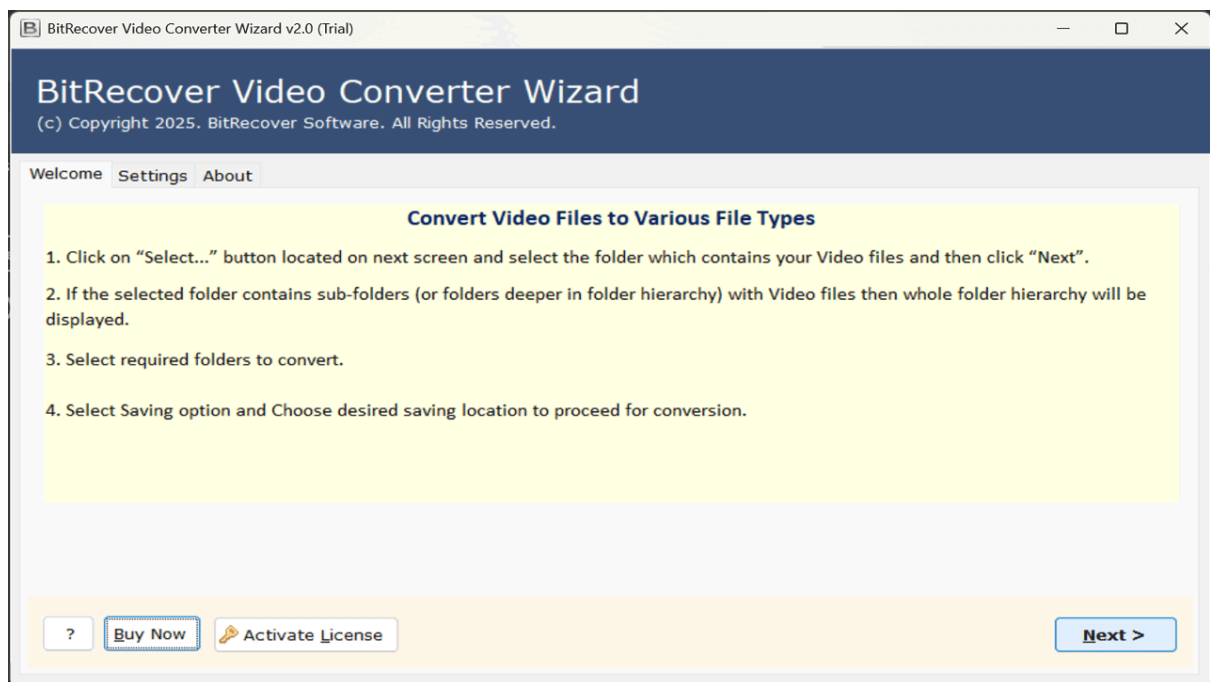 BitRecover Video Converter Wizard v2.0 (Trial)
BitRecover Video Converter Wizard
(c) Copyright 2025. BitRecover Software. All Rights Reserved.
Welcome Settings About
Convert Video Files to Various File Types
1. Click on “Select...” button located on next screen and select the folder which contains your Video files and then click “Next”.
2. If the selected folder contains sub-folders (or folders deeper in folder hierarchy) with Video files then whole folder hierarchy will be
displayed.
3. Select required folders to convert.
4. Select Saving option and Choose desired saving location to proceed for conversion.
? Buy Now Activate License Next >